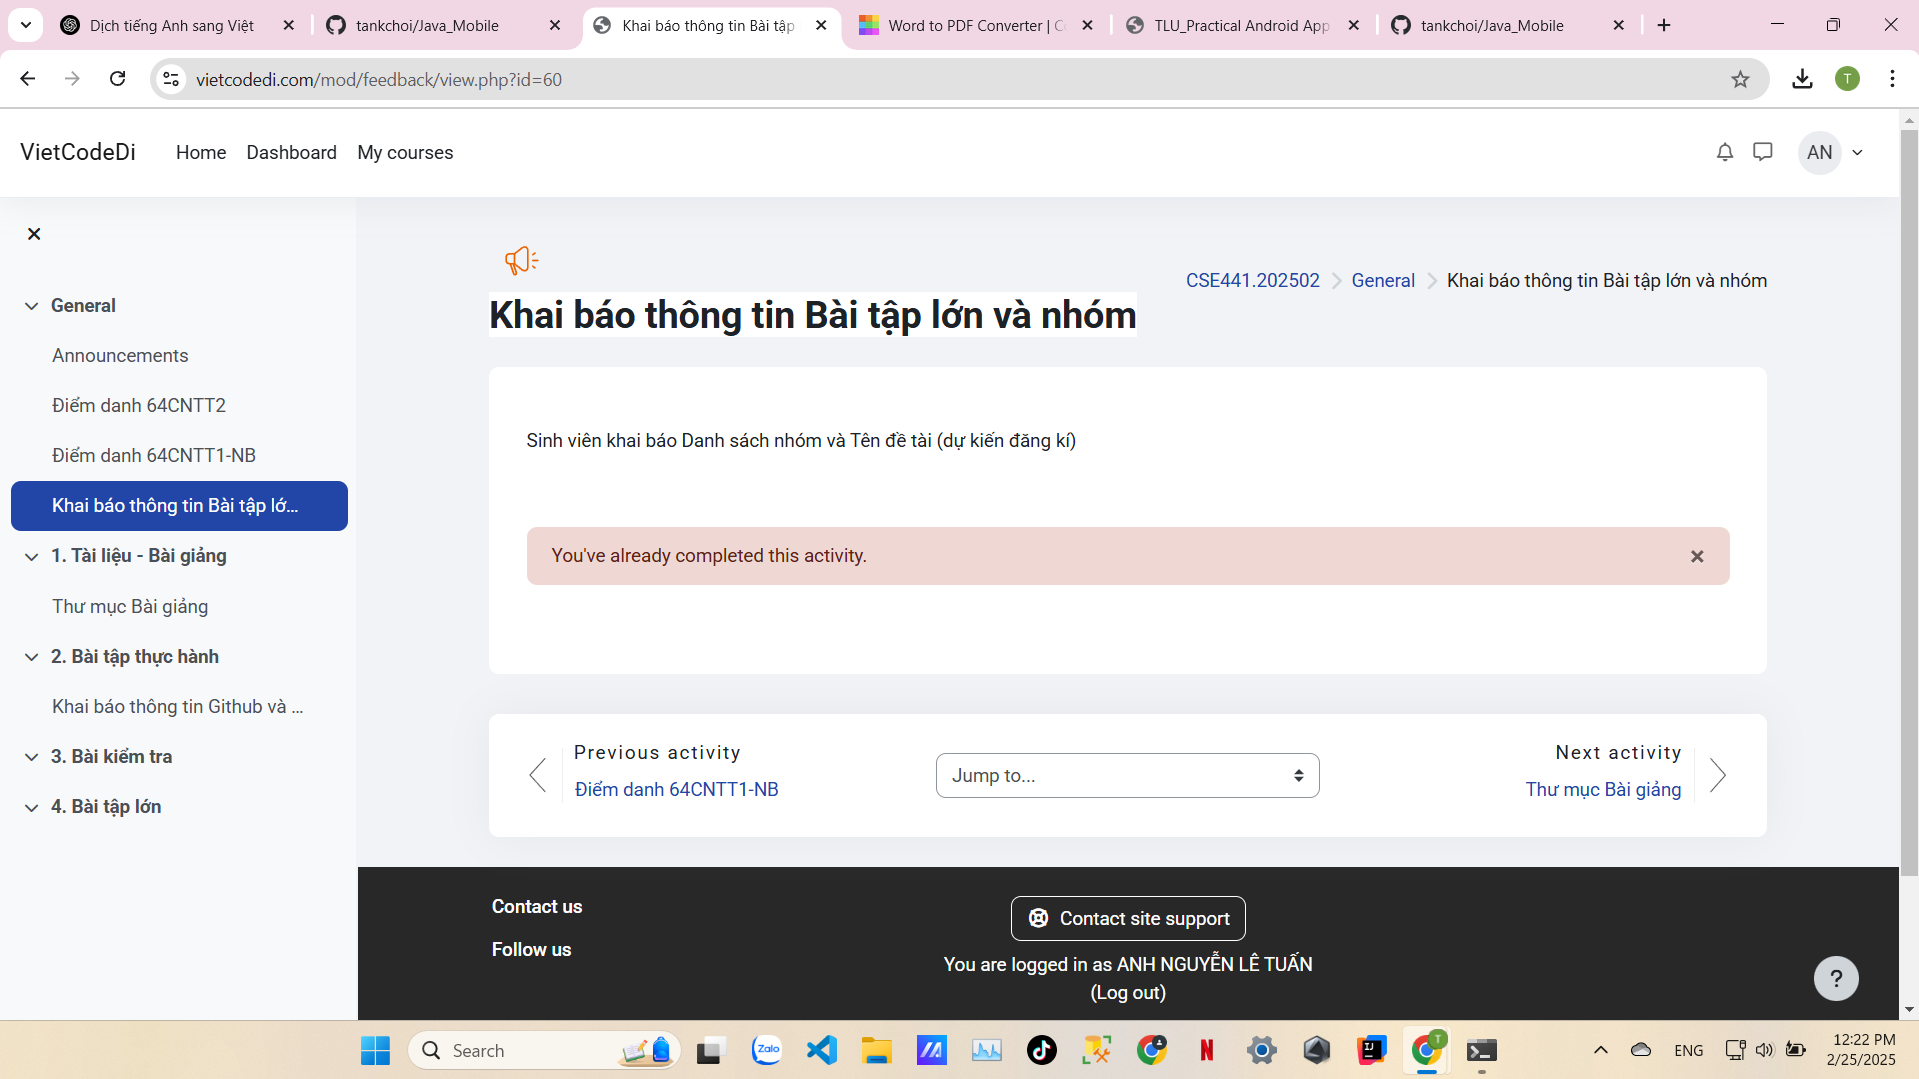 Dịch tiếng Anh sang Việt
tankchoi/Java_Mobile
Khai báo thông tin Bài tập
Word to PDF Converter | C
TLU_Practical Android App
tankchoi/Java_Mobile
vietcodedi.com/mod/feedback/view.php?id=60
T
VietCodeDi
Home
Dashboard
My courses
AN
General
Announcements
Điểm danh 64CNTT2
Điểm danh 64CNTT1-NB
Khai báo thông tin Bài tập lớ...
1. Tài liệu - Bài giảng
Thư mục Bài giảng
2. Bài tập thực hành
Khai báo thông tin Github và ...
3. Bài kiểm tra
4. Bài tập lớn
CSE441.202502
General
Khai báo thông tin Bài tập lớn và nhóm
Khai báo thông tin Bài tập lớn và nhóm
Sinh viên khai báo Danh sách nhóm và Tên đề tài (dự kiến đăng kí)
You've already completed this activity.
Previous activity
Điểm danh 64CNTT1-NB
Jump to...
Next activity
Thư mục Bài giảng
Contact us
Follow us
Contact site support
You are logged in as ANH NGUYỄN LÊ TUẤN
(Log out)
?
Search
Zalo
N
IJ
T
ENG
12:22 PM
2/25/2025